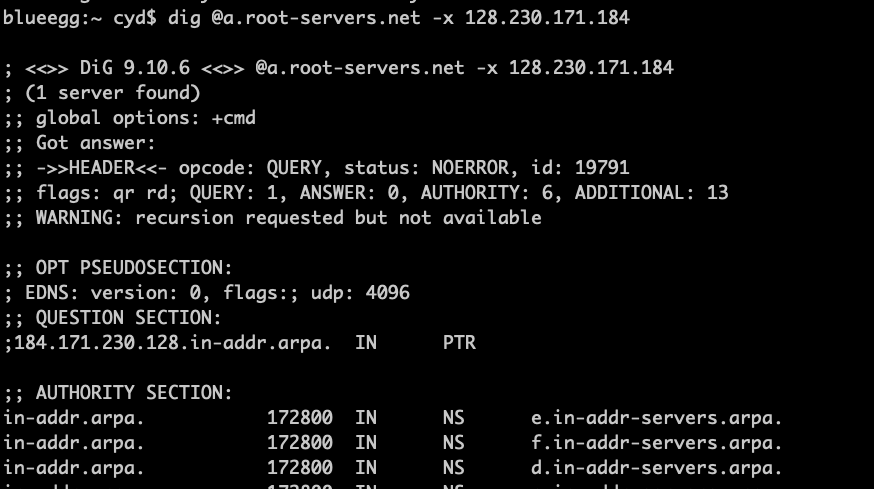 blueegg:~ cyd$ dig @a.root-servers.net -x 128.230.171.184
; <<>> DiG 9.10.6 <<>> @a.root-servers.net -x 128.230.171.184
; (1 server found)
;; global options: +cmd
;; Got answer:
;; ->>HEADER<<- opcode: QUERY, status: NOERROR, id: 19791
;; flags: qr rd; QUERY: 1, ANSWER: 0, AUTHORITY: 6, ADDITIONAL: 13
;; WARNING: recursion requested but not available
;; OPT PSEUDOSECTION:
; EDNS: version: 0, flags:; udp: 4096
;; QUESTION SECTION:
;184.171.230.128.in-addr.arpa. IN PTR
;; AUTHORITY SECTION:
in-addr.arpa. 172800 IN NS e.in-addr-servers.arpa.
in-addr.arpa. 172800 IN NS f.in-addr-servers.arpa.
in-addr.arpa. 172800 IN NS d.in-addr-servers.arpa.